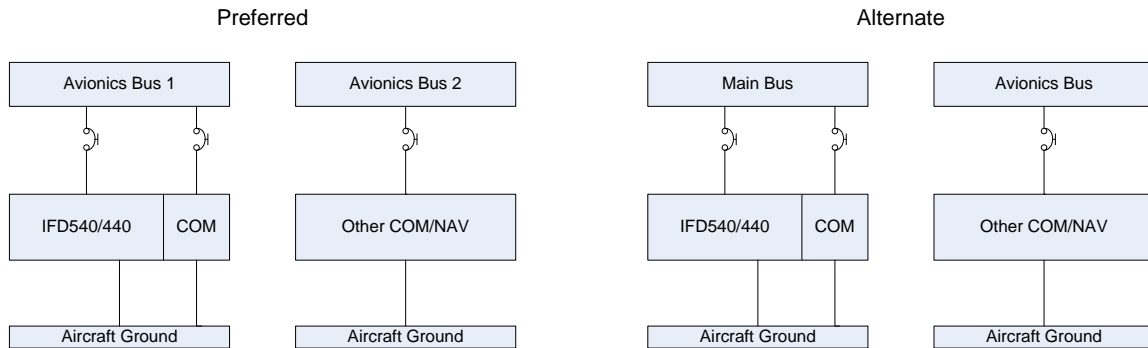 Preferred
Alternate
Avionics Bus 1
Avionics Bus 2
Main Bus
Avionics Bus
IFD540/440
COM
Other COM/NAV
IFD540/440
COM
Other COM/NAV
Aircraft Ground
Aircraft Ground
Aircraft Ground
Aircraft Ground